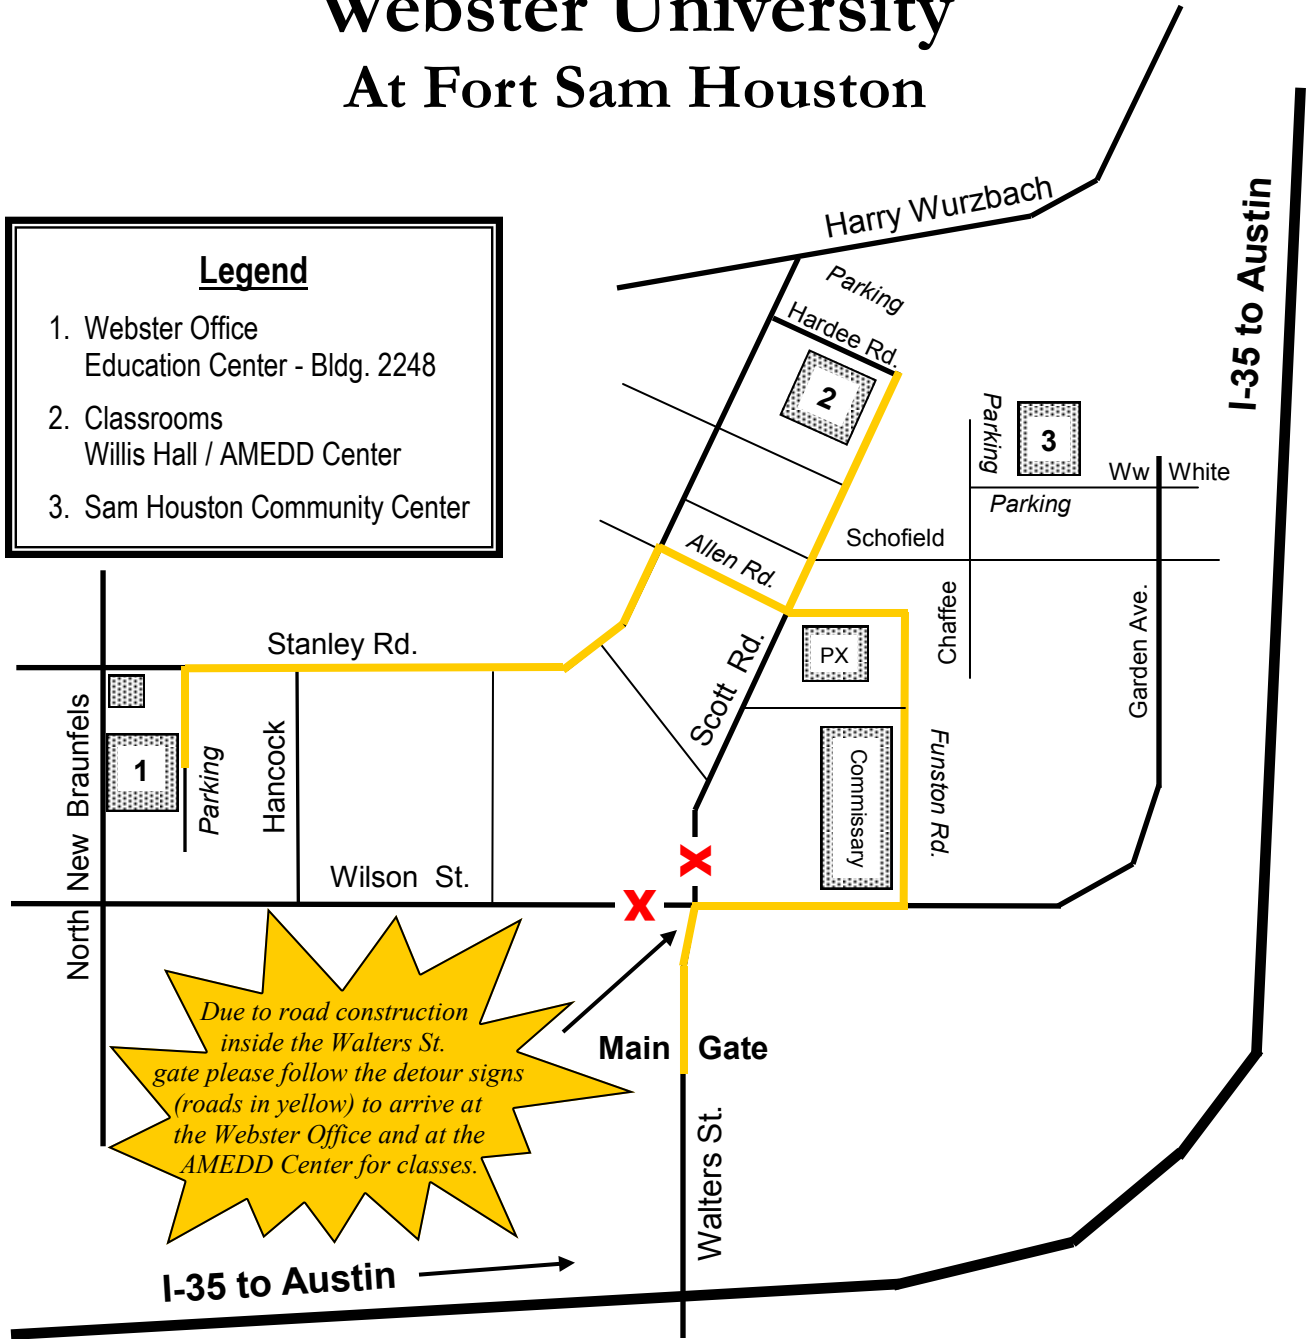 Webster University
At Fort Sam Houston
Harry Wurzbach
I-35 to Austin
Legend
1. Webster Office
Education Center - Bldg. 2248
2. Classrooms
Willis Hall / AMEDD Center
3. Sam Houston Community Center
Parking
Hardee Rd.
2
Parking
3
Ww White
Parking
Schofield
Allen Rd.
Chaffee
Garden Ave.
Stanley Rd.
Scott Rd.
PX
North New Braunfels
1
Parking
Hancock
Commissary
Funston Rd.
Wilson St.
X
X
Due to road construction
inside the Walters St.
gate please follow the detour signs
(roads in yellow) to arrive at
the Webster Office and at the
AMEDD Center for classes.
Main Gate
Walters St.
I-35 to Austin